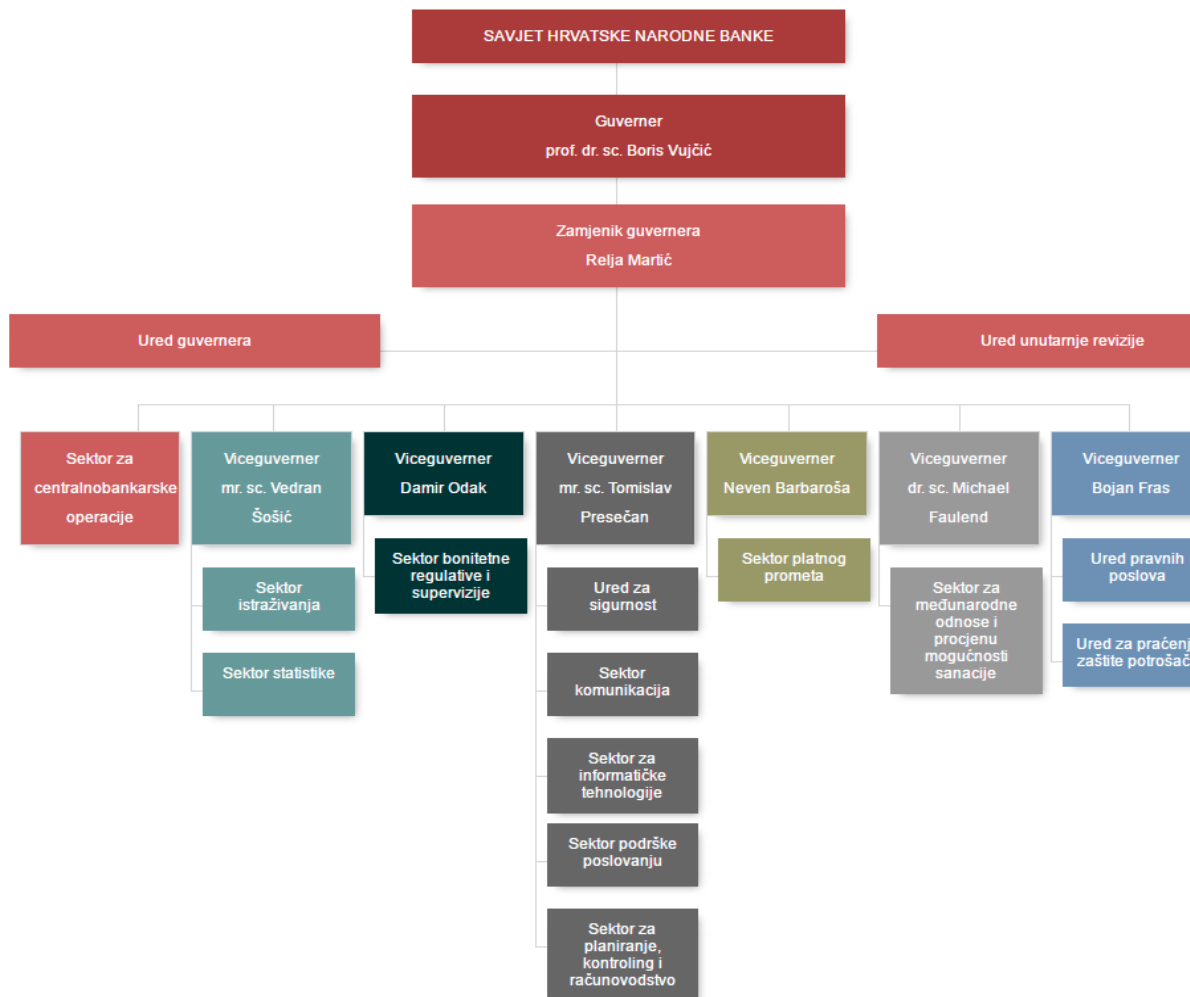 SAVJET HRVATSKE NARODNE BANKE
Guverner
prof. dr. sc. Boris Vujčić
Zamjenik guvernera
Relja Martić
Ured guvernera
Ured unutarnje revizije
Sektor za
centralnobankarske
operacije
Viceguverner
mr. sc. Vedran
Šošić
Sektor
istraživanja
Sektor statistike
Viceguverner
Damir Odak
Sektor bonitetne
regulative i
supervizije
Viceguverner
mr. sc. Tomislav
Presečan
Ured za
sigurnost
Sektor
komunikacija
Sektor za
informatičke
tehnologije
Sektor podrške
poslovanju
Sektor za
planiranje,
kontroling i
računovodstvo
Viceguverner
Neven Barbaroša
Sektor platnog
prometa
Viceguverner
dr. sc. Michael
Faulend
Sektor za
međunarodne
odnose i
procjenu
mogućnosti
sanacije
Viceguverner
Bojan Fras
Ured pravnih
poslova
Ured za
zaštite